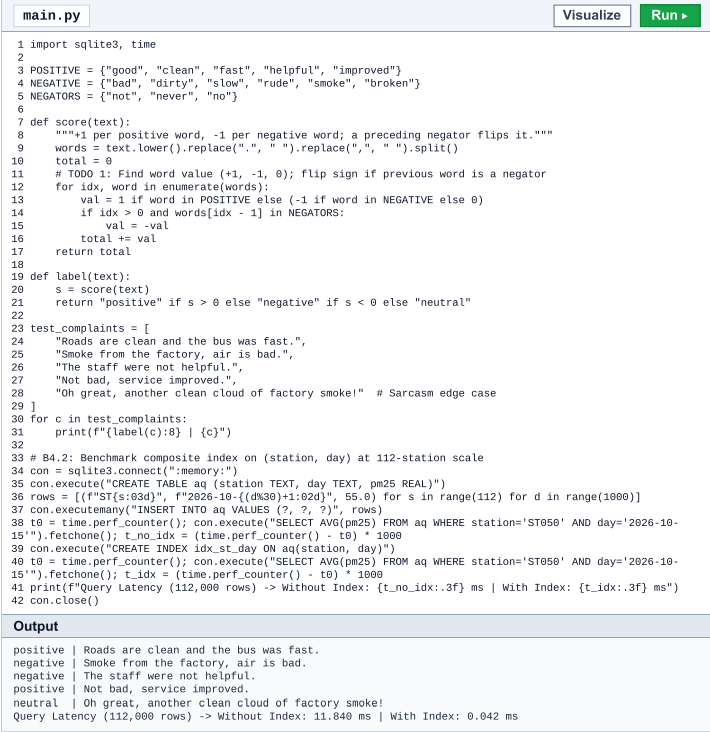 main.py
Visualize
Run ▸
1 import sqlite3, time
2
3 POSITIVE = {"good", "clean", "fast", "helpful", "improved"}
4 NEGATIVE = {"bad", "dirty", "slow", "rude", "smoke", "broken"}
5 NEGATORS = {"not", "never", "no"}
6
7 def score(text):
8     """+1 per positive word, -1 per negative word; a preceding negator flips it."""
9     words = text.lower().replace(".", " ").replace(",", " ").split()
10     total = 0
11     # TODO 1: Find word value (+1, -1, 0); flip sign if previous word is a negator
12     for idx, word in enumerate(words):
13         val = 1 if word in POSITIVE else (-1 if word in NEGATIVE else 0)
14         if idx > 0 and words[idx - 1] in NEGATORS:
15             val = -val
16         total += val
17     return total
18
19 def label(text):
20     s = score(text)
21     return "positive" if s > 0 else "negative" if s < 0 else "neutral"
22
23 test_complaints = [
24     "Roads are clean and the bus was fast.",
25     "Smoke from the factory, air is bad.",
26     "The staff were not helpful.",
27     "Not bad, service improved.",
28     "Oh great, another clean cloud of factory smoke!"  # Sarcasm edge case
29 ]
30 for c in test_complaints:
31     print(f"{label(c):8} | {c}")
32
33 # B4.2: Benchmark composite index on (station, day) at 112-station scale
34 con = sqlite3.connect(":memory:")
35 con.execute("CREATE TABLE aq (station TEXT, day TEXT, pm25 REAL)")
36 rows = [(f"ST{s:03d}", f"2026-10-{(d%30)+1:02d}", 55.0) for s in range(112) for d in range(1000)]
37 con.executemany("INSERT INTO aq VALUES (?, ?, ?)", rows)
38 t0 = time.perf_counter(); con.execute("SELECT AVG(pm25) FROM aq WHERE station='ST050' AND day='2026-10-
15'").fetchone(); t_no_idx = (time.perf_counter() - t0) * 1000
39 con.execute("CREATE INDEX idx_st_day ON aq(station, day)")
40 t0 = time.perf_counter(); con.execute("SELECT AVG(pm25) FROM aq WHERE station='ST050' AND day='2026-10-
15'").fetchone(); t_idx = (time.perf_counter() - t0) * 1000
41 print(f"Query Latency (112,000 rows) -> Without Index: {t_no_idx:.3f} ms | With Index: {t_idx:.3f} ms")
42 con.close()
Output
positive | Roads are clean and the bus was fast.
negative | Smoke from the factory, air is bad.
negative | The staff were not helpful.
positive | Not bad, service improved.
neutral  | Oh great, another clean cloud of factory smoke!
Query Latency (112,000 rows) -> Without Index: 11.840 ms | With Index: 0.042 ms